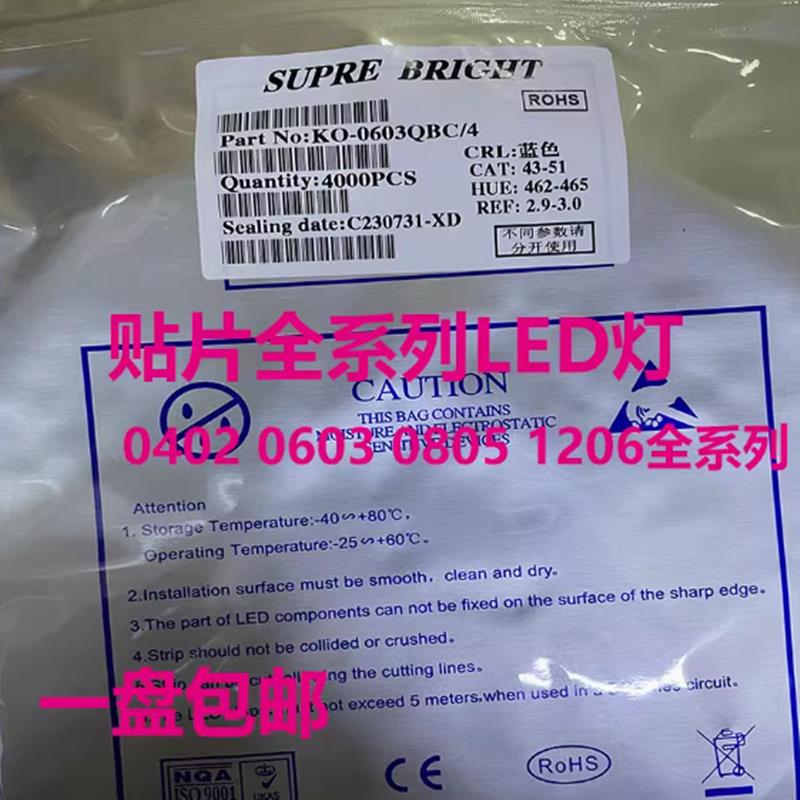 SUPRE BRIGHT
ROHS
Part No:KO-0603QBC/4
CRL:蓝色
CAT: 43-51
Quantity:4000PCS
HUE: 462-465
REF: 2.9-3.0
Sealing date:C230731-XD
不同参数请
分开使用
贴片全系列LED灯
CAUTION
THIS BAG CONTAINS
MOISTURE AND ELECTROSTATIC
SENSITIVE DEVICES
0402 0603 0805 1206全系列
Attention
1. Storage Temperature:-40∽+80℃,
Operating Temperature:-25∽+60℃。
2.Installation surface must be smooth，clean and dry。
3.The part of LED components can not be fixed on the surface of the sharp edge。
4.Strip should not be collided or crushed。
the cutting lines。
一盘包邮
not exceed 5 meters,when used in a circuit。
NQA
ISO 9001
UKAS
CE
RoHS